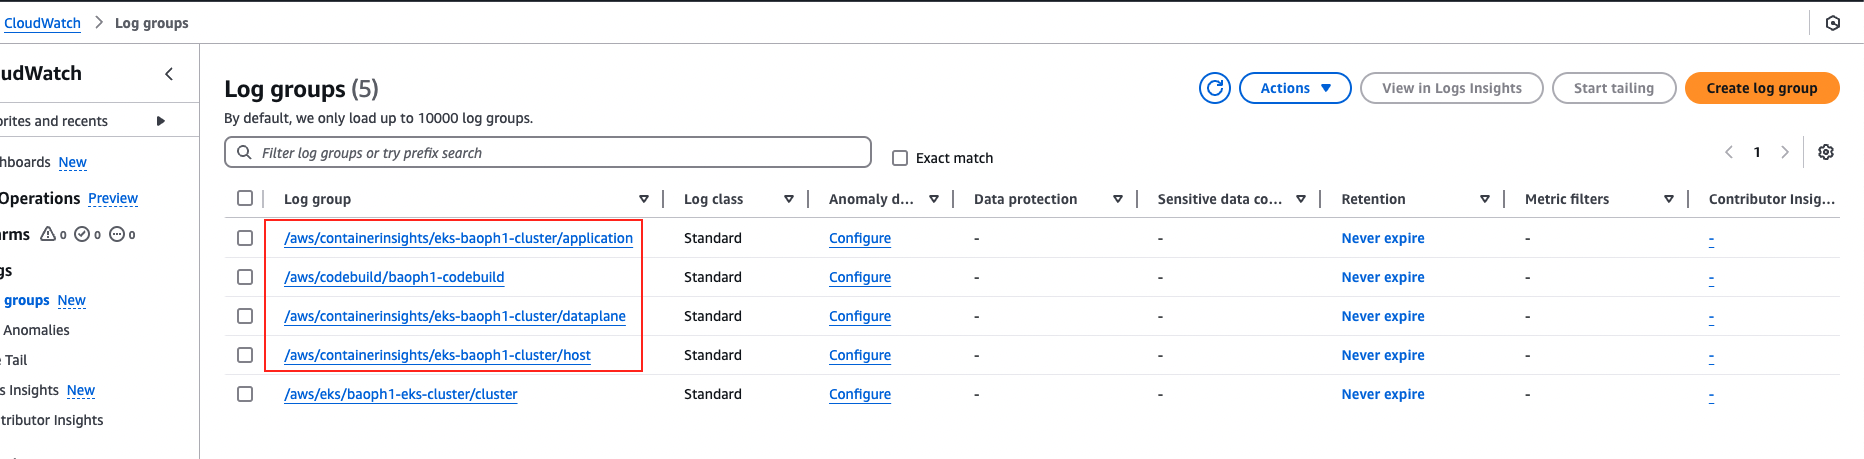 CloudWatch > Log groups
oudWatch
orites and recents
hboards New
Operations Preview
arms 0 0 0
gs
groups New
Anomalies
e Tail
s Insights New
tributor Insights
Log groups (5)
By default, we only load up to 10000 log groups.
Actions View in Logs Insights Start tailing Create log group
Filter log groups or try prefix search Exact match 1
Log group Log class Anomaly d... Data protection Sensitive data co... Retention Metric filters Contributor Insig...
/aws/containerinsights/eks-baoph1-cluster/application Standard Configure - - Never expire - -
/aws/codebuild/baoph1-codebuild Standard Configure - - Never expire - -
/aws/containerinsights/eks-baoph1-cluster/dataplane Standard Configure - - Never expire - -
/aws/containerinsights/eks-baoph1-cluster/host Standard Configure - - Never expire - -
/aws/eks/baoph1-eks-cluster/cluster Standard Configure - - Never expire - -